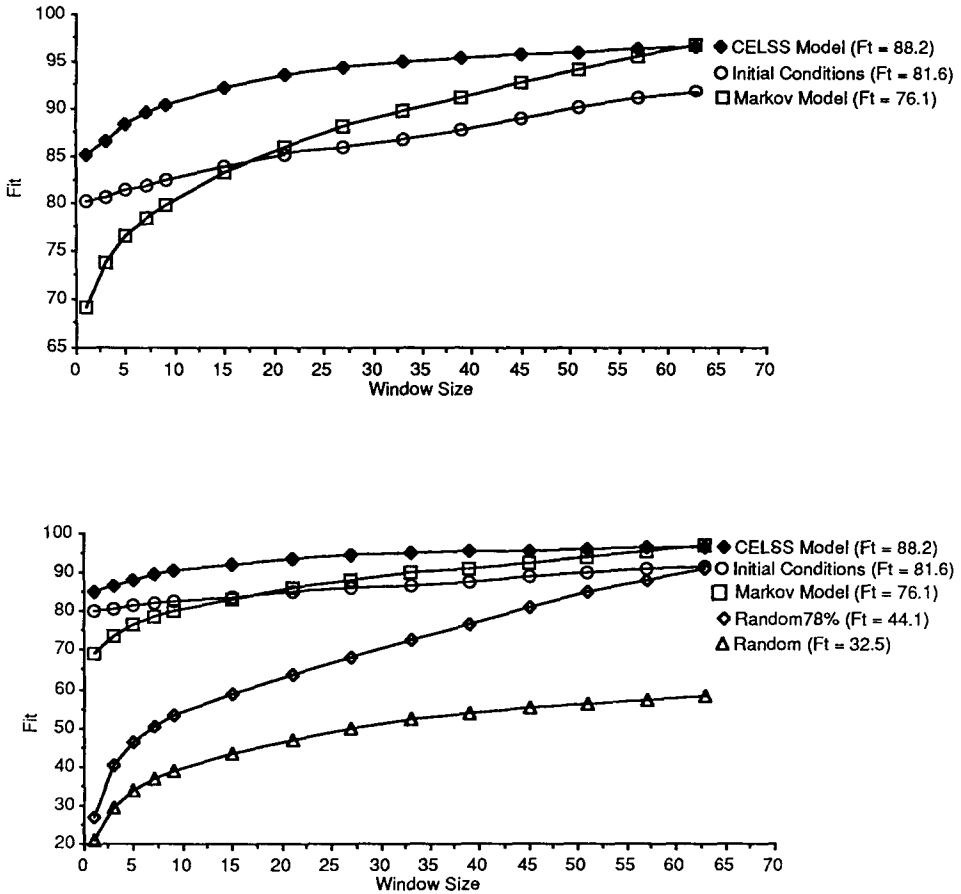 100
95
90
85
80
75
70
65
Fit
0 5 10 15 20 25 30 35 40 45 50 55 60 65 70
Window Size
CELSS Model (Ft = 88.2)
Initial Conditions (Ft = 81.6)
Markov Model (Ft = 76.1)
100
90
80
70
60
50
40
30
20
Fit
0 5 10 15 20 25 30 35 40 45 50 55 60 65 70
Window Size
CELSS Model (Ft = 88.2)
Initial Conditions (Ft = 81.6)
Markov Model (Ft = 76.1)
Random78% (Ft = 44.1)
Random (Ft = 32.5)